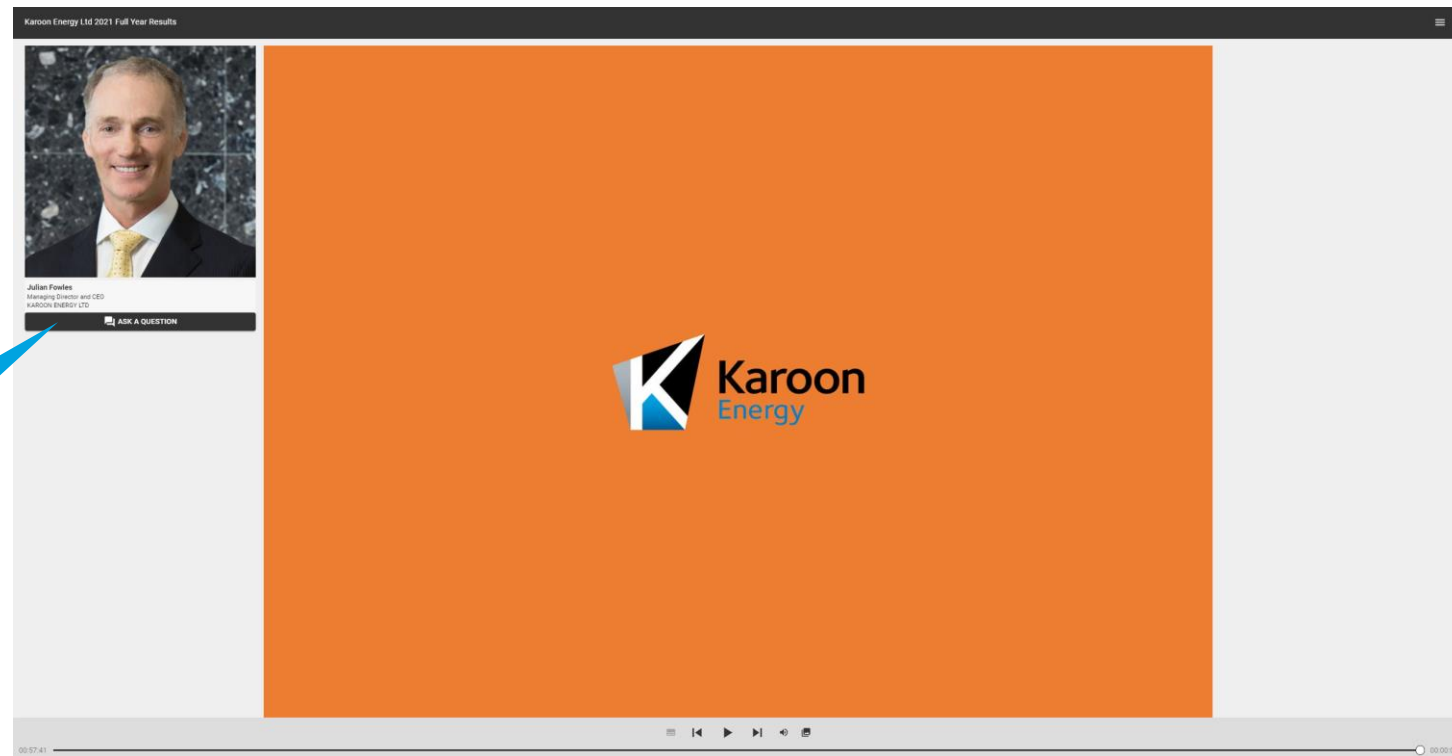 Karoon Energy Ltd 2021 Full Year Results
Julian Fowles
Managing Director and CEO
KAROON ENERGY LTD
ASK A QUESTION
Karoon
Energy
00:57:41